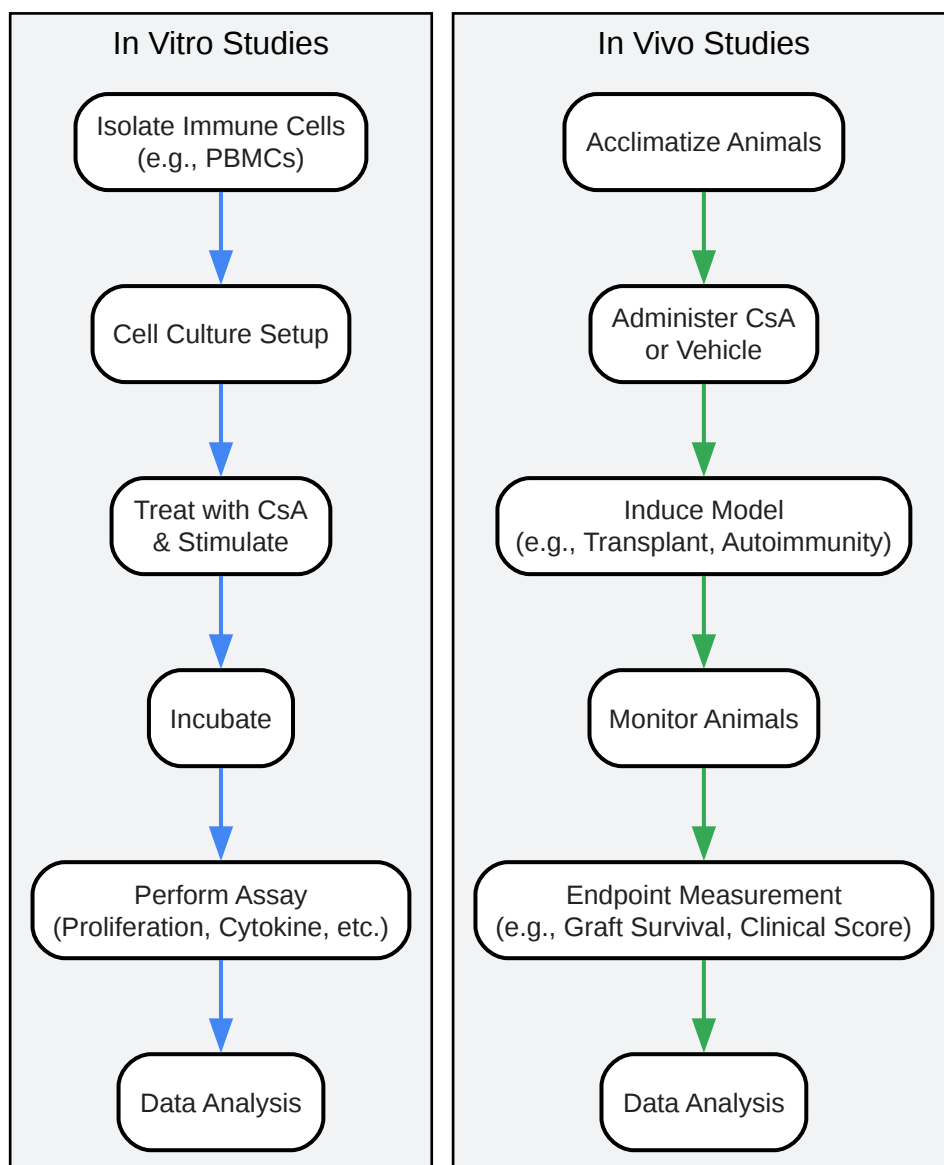 In Vitro Studies
Isolate Immune Cells
(e.g., PBMCs)
Cell Culture Setup
Treat with CsA
& Stimulate
Incubate
Perform Assay
(Proliferation, Cytokine, etc.)
Data Analysis
In Vivo Studies
Acclimatize Animals
Administer CsA
or Vehicle
Induce Model
(e.g., Transplant, Autoimmunity)
Monitor Animals
Endpoint Measurement
(e.g., Graft Survival, Clinical Score)
Data Analysis